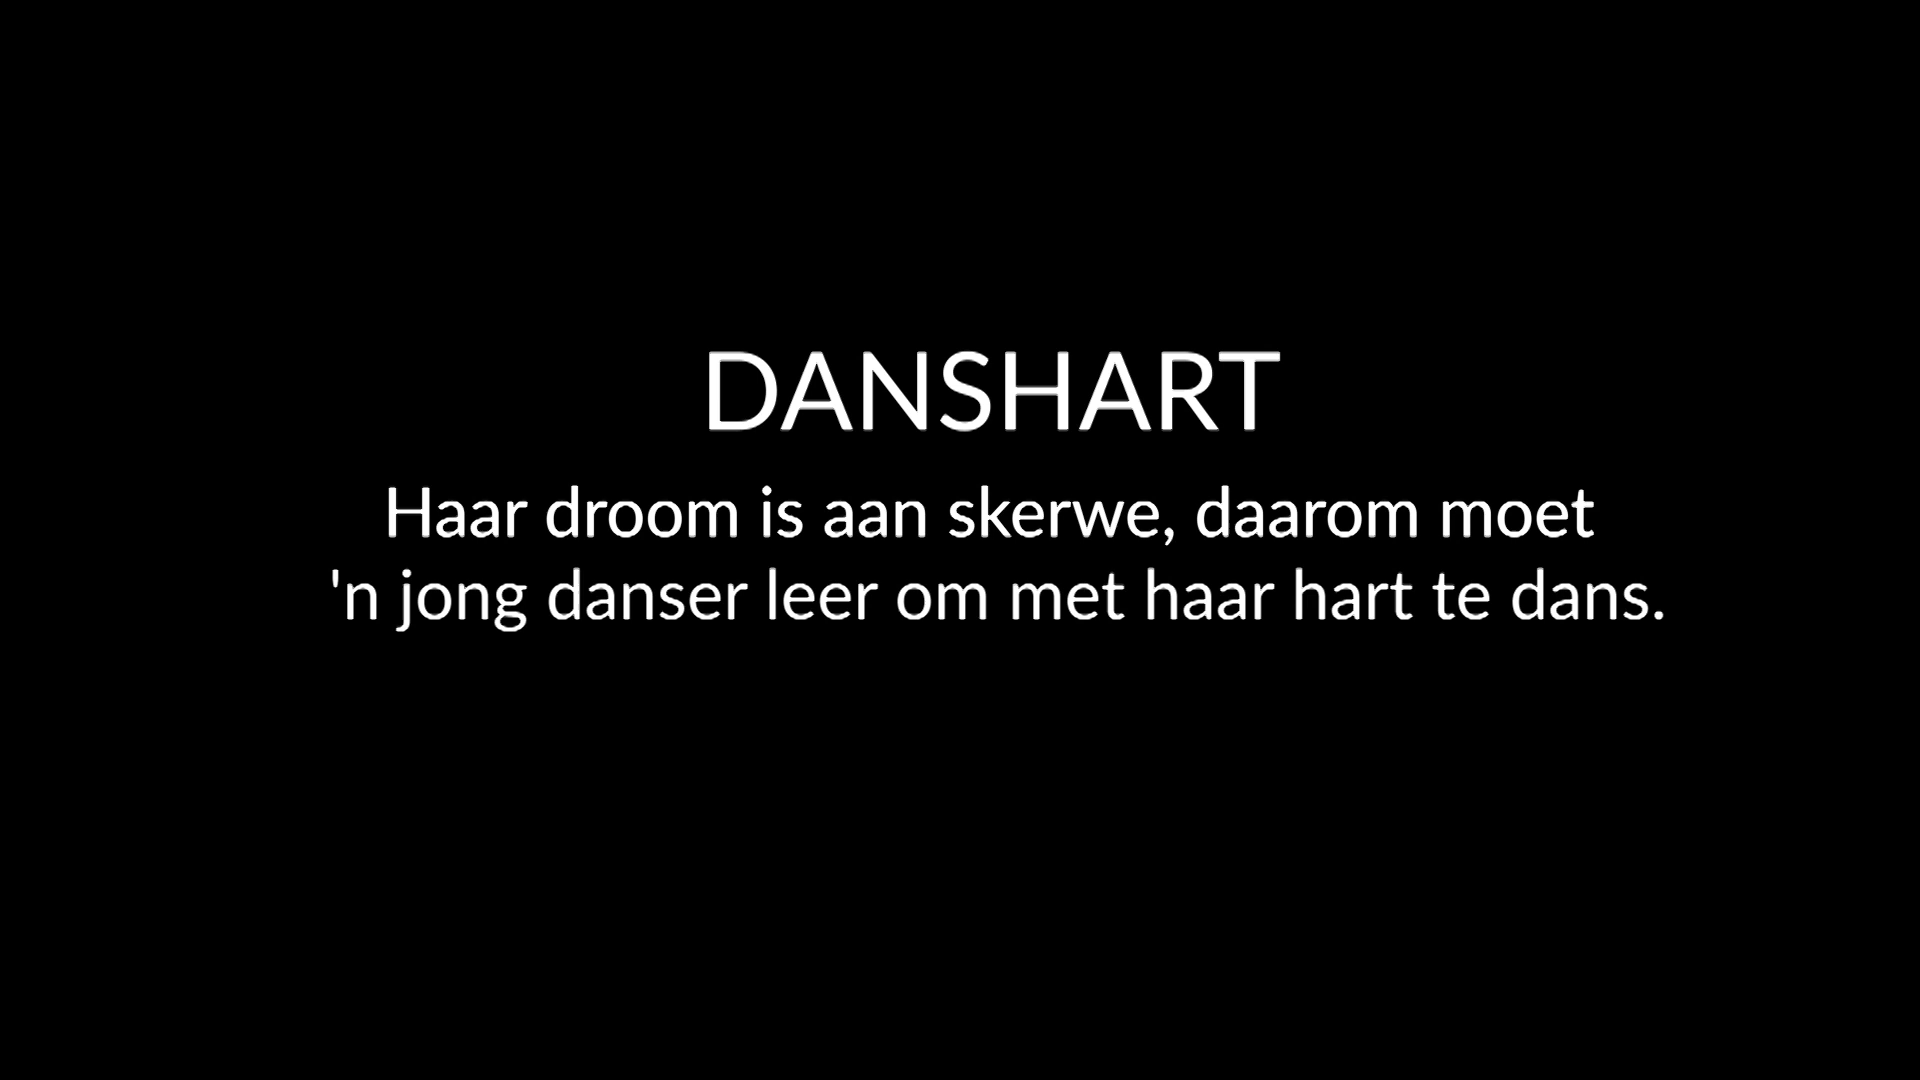 DANSHART
Haar droom is aan skerwe, daarom moet
'n jong danser leer om met haar hart te dans.